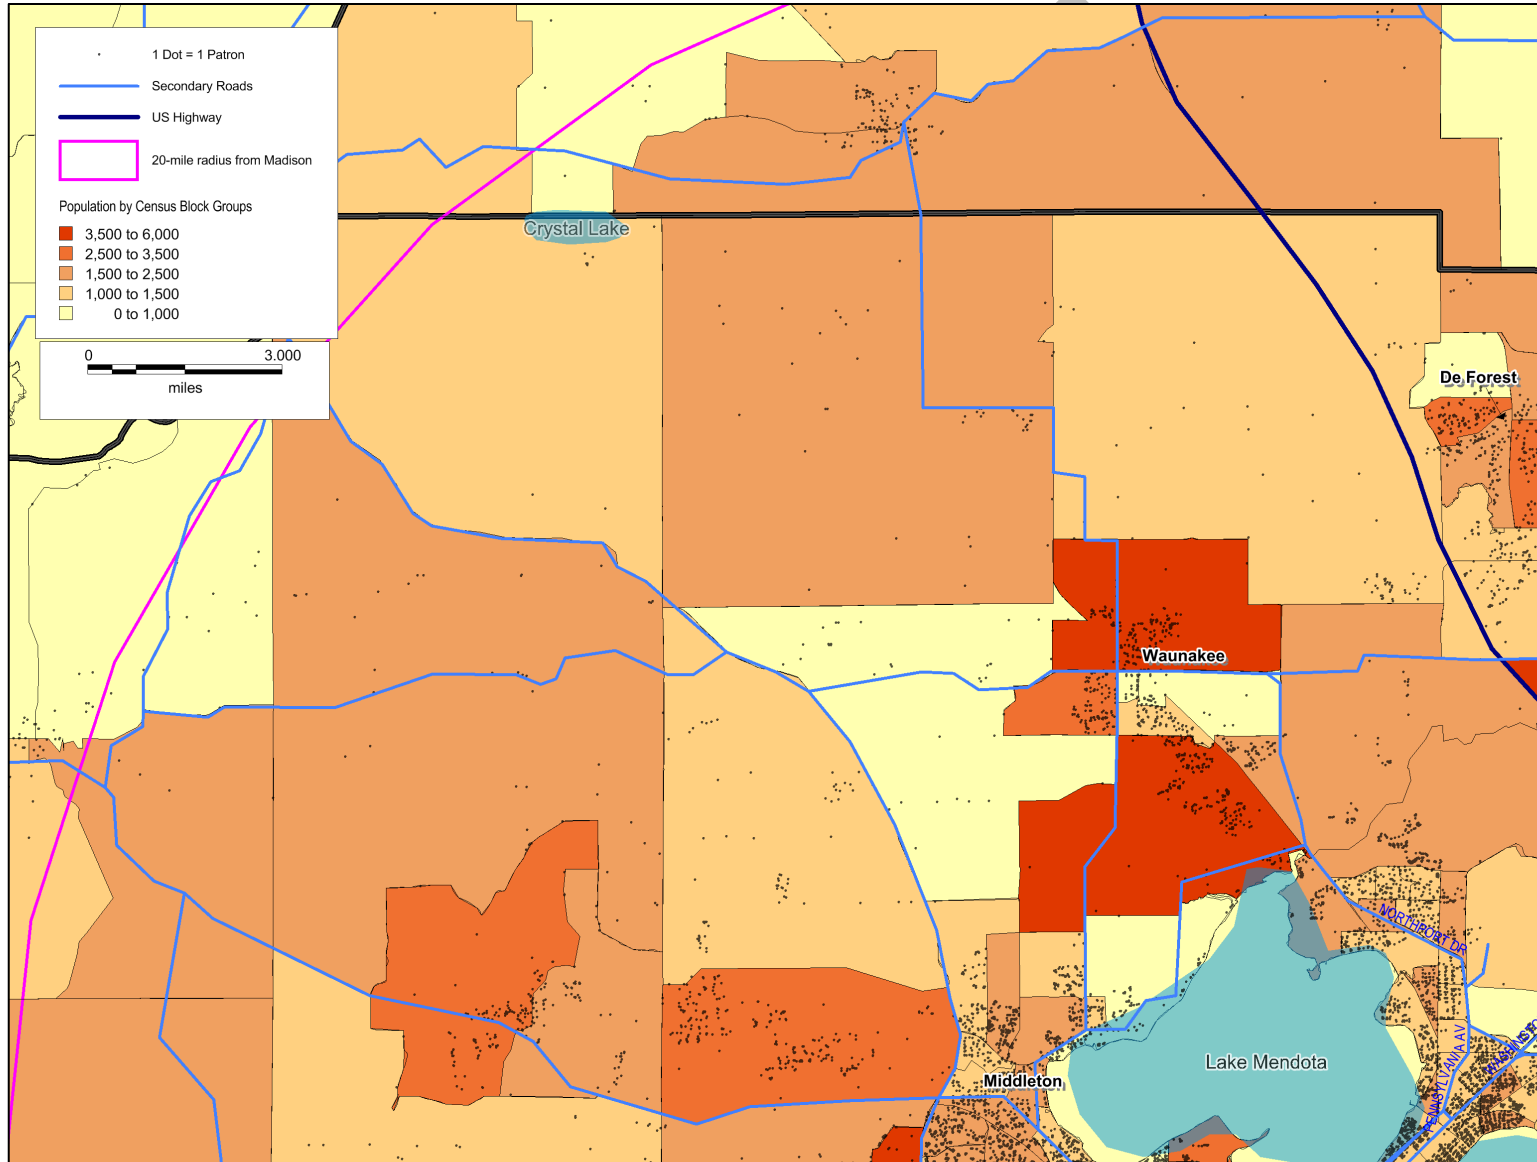 1 Dot = 1 Patron
Secondary Roads
US Highway
20-mile radius from Madison
Population by Census Block Groups
3,500 to 6,000
2,500 to 3,500
1,500 to 2,500
1,000 to 1,500
0 to 1,000
0 3.000
miles
Crystal Lake
De Forest
Waunakee
NORTHPORT DR
Lake Mendota
Middleton
PENNSYLVANIA AV